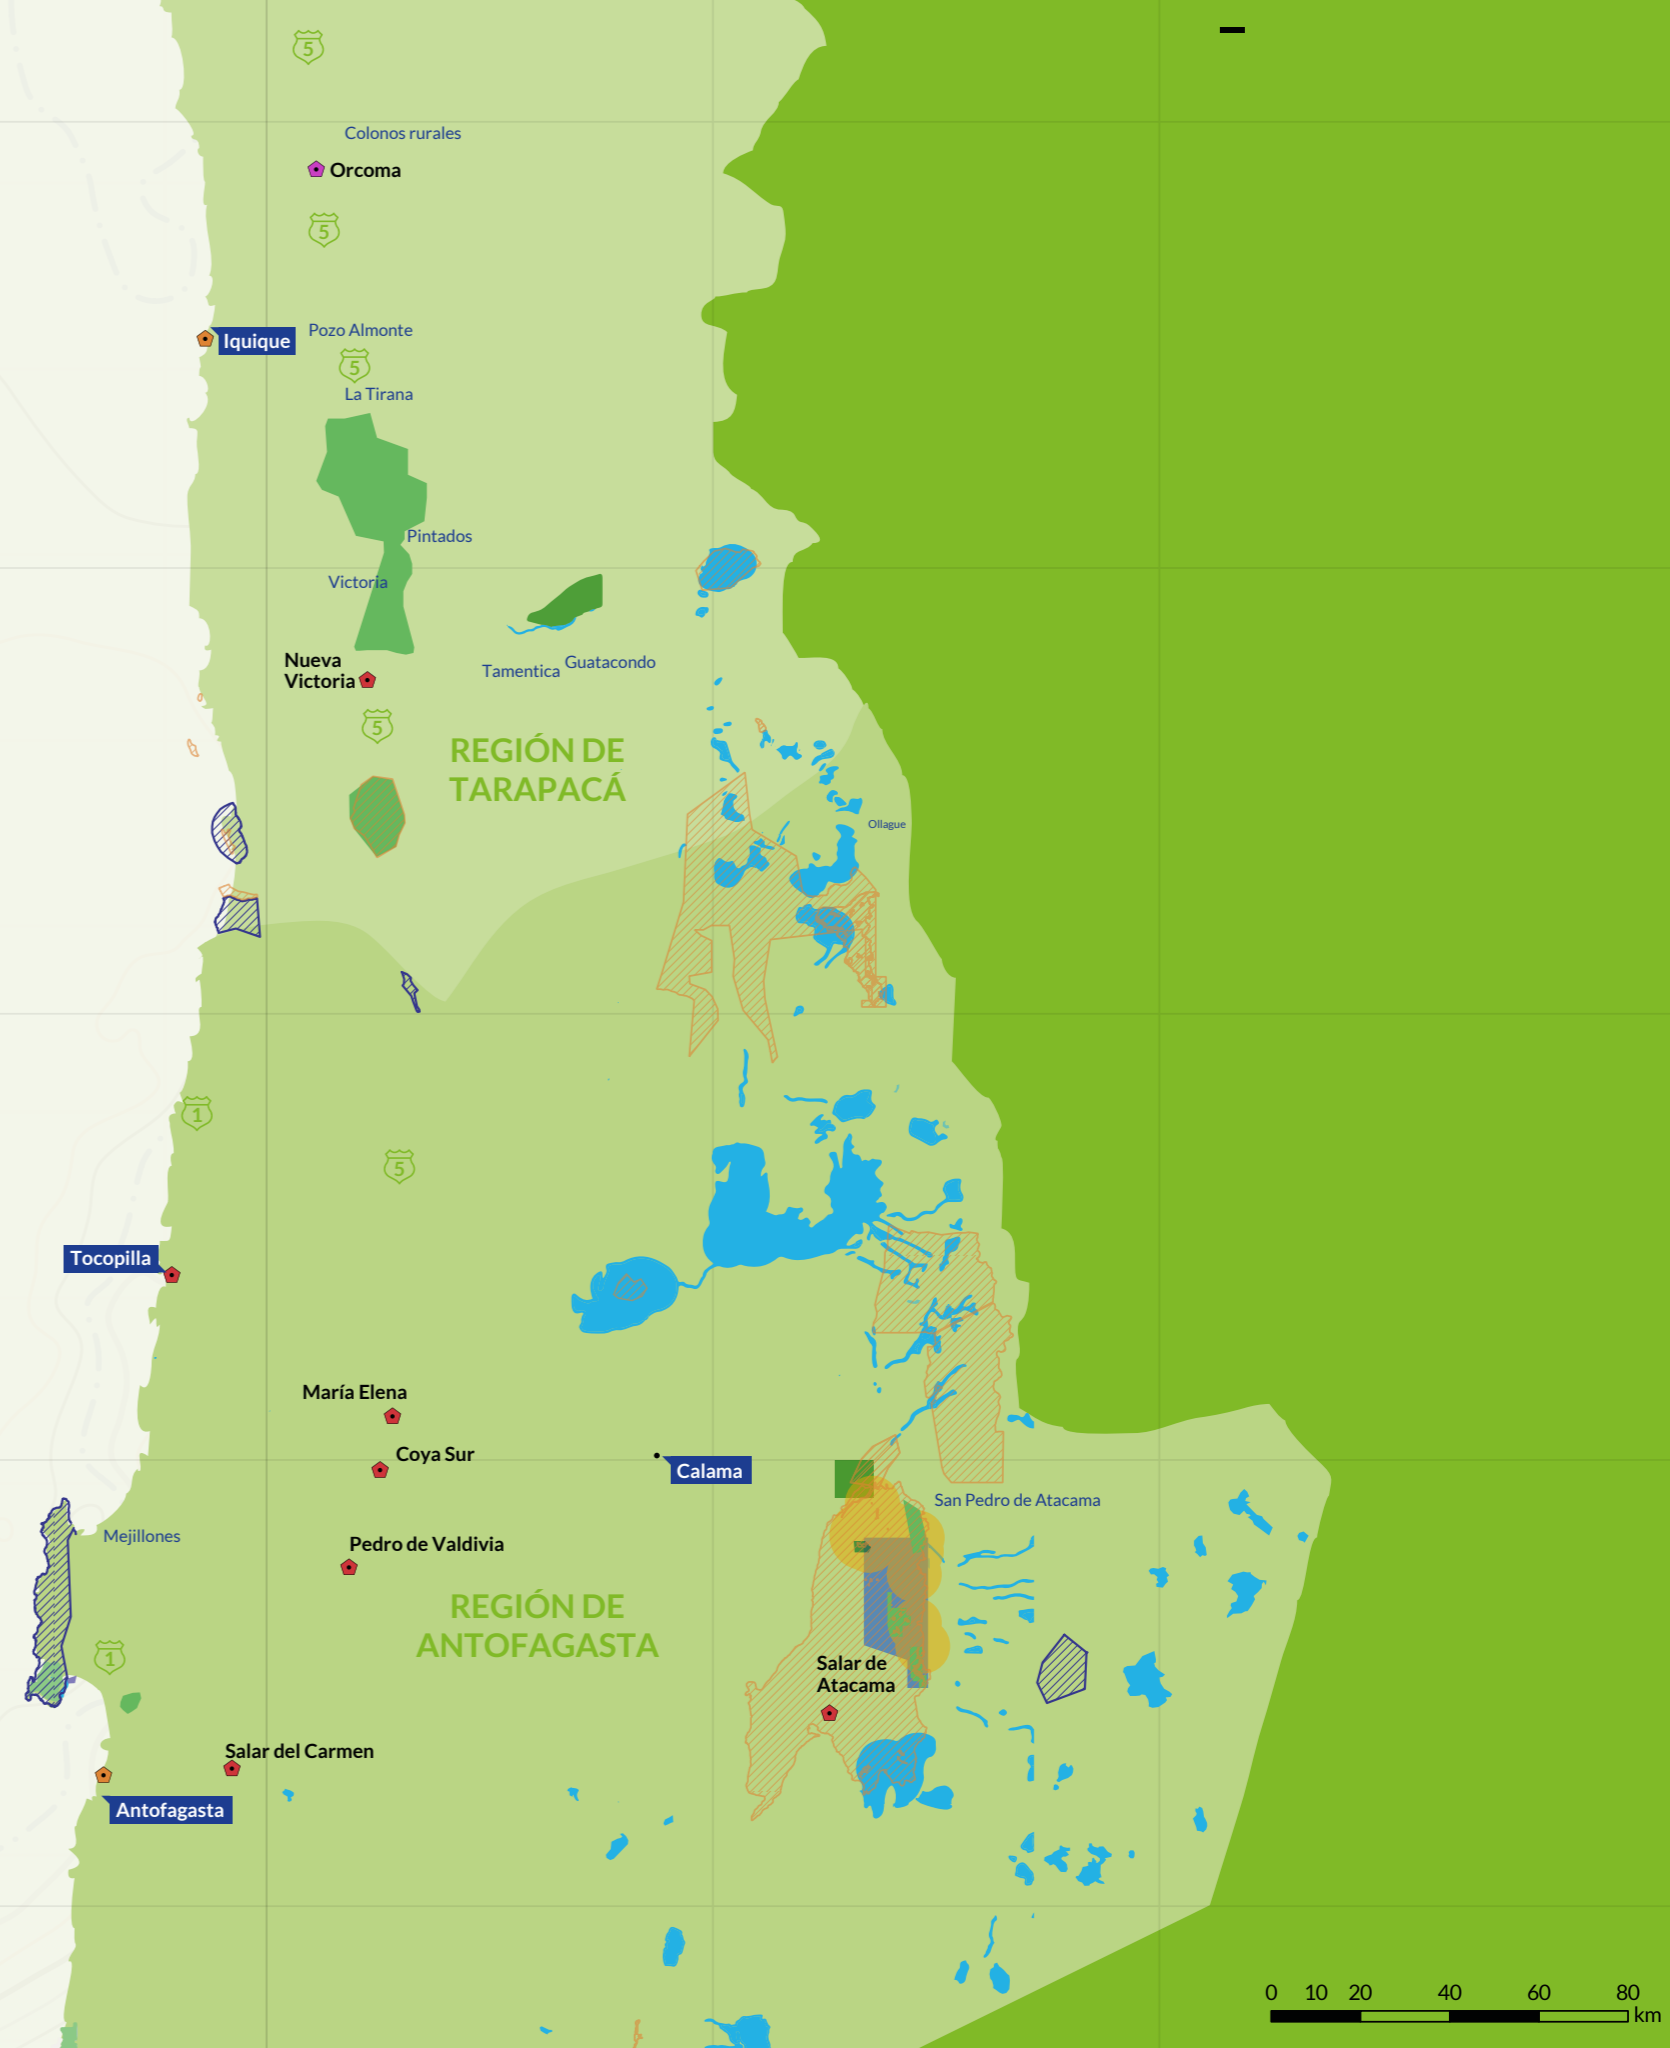 5
Colonos rurales
Orcoma
5
Iquique
Pozo Almonte
5
La Tirana
Pintados
Victoria
Nueva
Victoria
Tamentica
Guatacondo
5
REGIÓN DE
TARAPACÁ
Ollague
1
5
Tocopilla
María Elena
Coya Sur
Calama
San Pedro de Atacama
Mejillones
Pedro de Valdivia
REGIÓN DE
ANTOFAGASTA
1
Salar de
Atacama
Salar del Carmen
Antofagasta
0 10 20 40 60 80
km